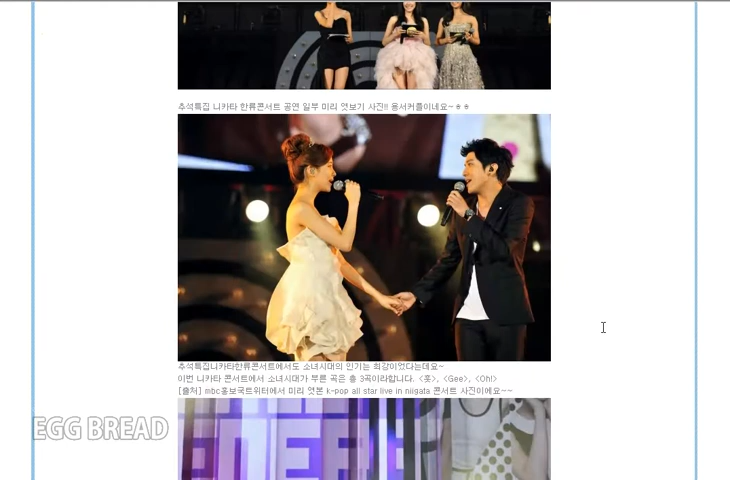 추석특집 니카타 한류콘서트 공연 일부 미리 엿보기 사진!! 용서커플이네요~ㅎㅎ
추석특집니카타한류콘서트에서도 소녀시대의 인기는 최강이었다는데요~
이번 니카타 콘서트에서 소녀시대가 부른 곡은 총 3곡이라합니다. <훗>, <Gee>, <Oh!>
[출처] mbc홍보국트위터에서 미리 엿본 k-pop all star live in niigata 콘서트 사진이에요~~
EGG BREAD